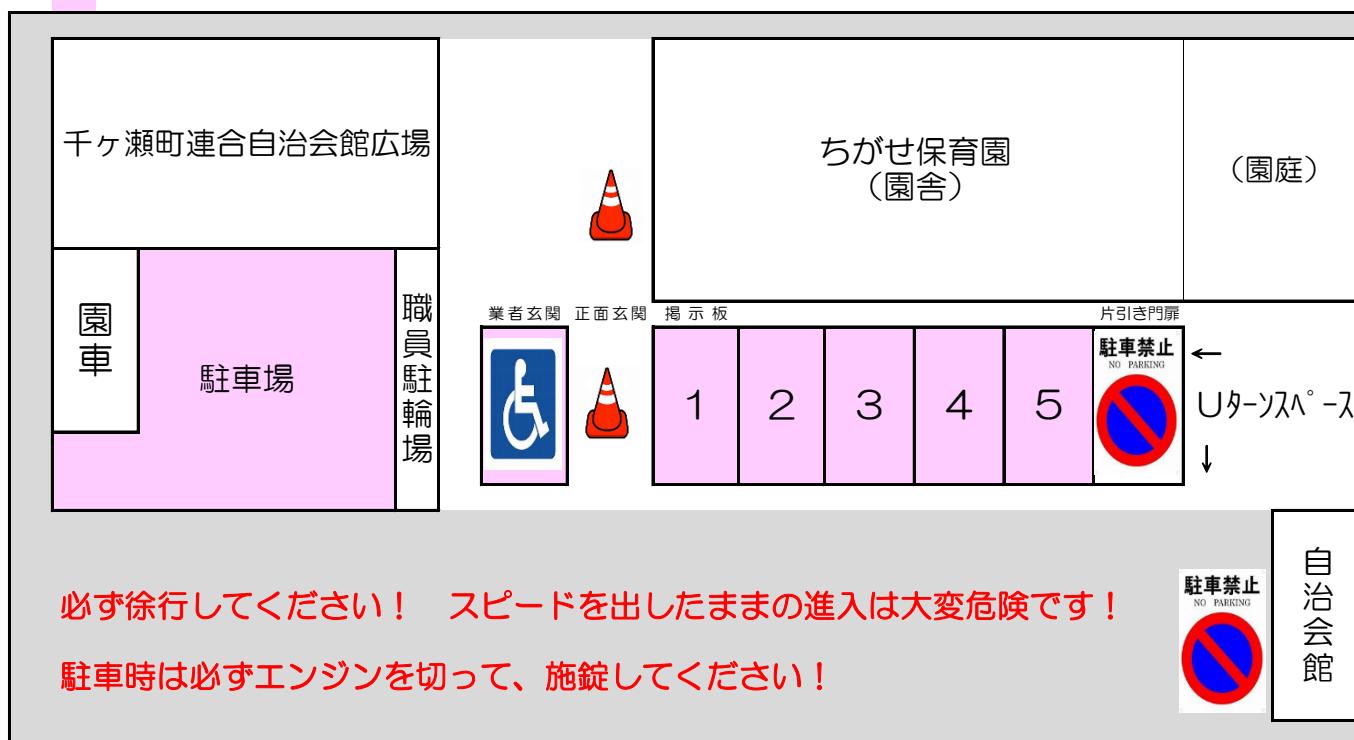 千ヶ瀬町連合自治会館広場
ちがせ保育園
（園舎）
（園庭）
園車
駐車場
職員駐輪場
業者玄関
正面玄関
掲示板
片引き門扉
1
2
3
4
5
駐車禁止
NO PARKING
←
Uﾀｰﾝｽﾍﾟｰｽ
↓
自治会館
駐車禁止
NO PARKING
必ず徐行してください！　スピードを出したままの進入は大変危険です！
駐車時は必ずエンジンを切って、施錠してください！